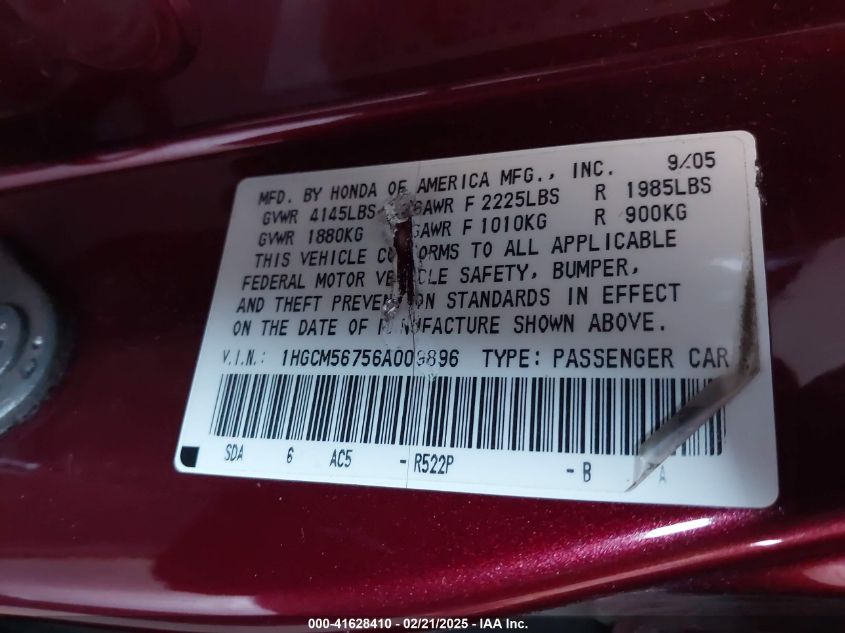 9/05
MFD. BY HONDA OF AMERICA MFG., INC.
GVWR 4145LBS GAWR F 2225LBS R 1985LBS
GVWR 1880KG GAWR F 1010KG R 900KG
THIS VEHICLE CONFORMS TO ALL APPLICABLE
FEDERAL MOTOR VEHICLE SAFETY, BUMPER,
AND THEFT PREVENTION STANDARDS IN EFFECT
ON THE DATE OF MANUFACTURE SHOWN ABOVE.
V.I.N.: TYPE: PASSENGER CAR
SDA 6 AC5 - R522P - B A
000-41628410 - 02/21/2025 - IAA Inc.